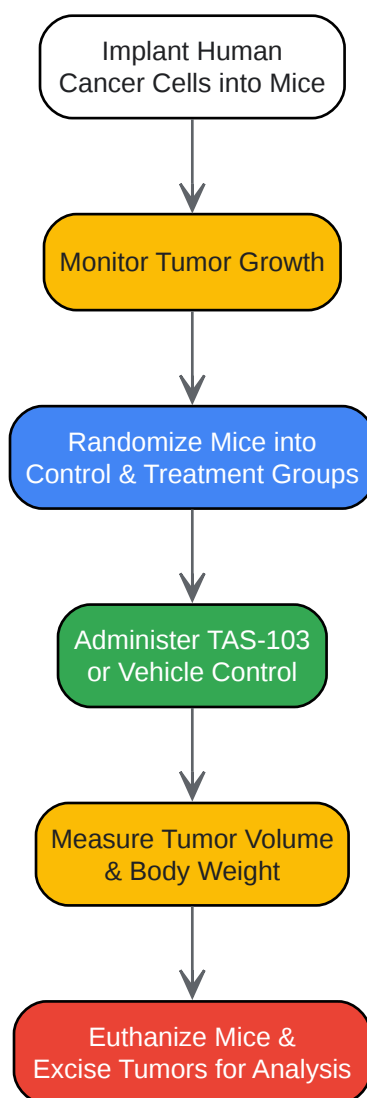 Implant Human
Cancer Cells into Mice
Monitor Tumor Growth
Randomize Mice into
Control & Treatment Groups
Administer TAS-103
or Vehicle Control
Measure Tumor Volume
& Body Weight
Euthanize Mice &
Excise Tumors for Analysis